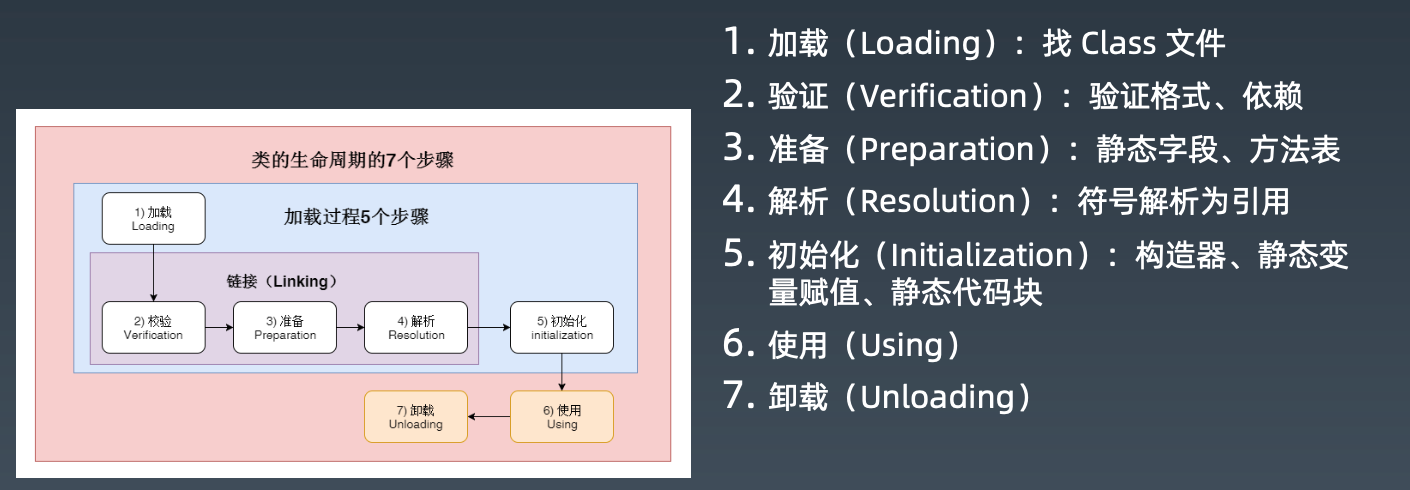 类的生命周期的7个步骤
加载过程5个步骤
1) 加载
Loading
链接（Linking）
2) 校验
Verification
3) 准备
Preparation
4) 解析
Resolution
5) 初始化
initialization
7) 卸载
Unloading
6) 使用
Using
1. 加载（Loading）：找 Class 文件
2. 验证（Verification）：验证格式、依赖
3. 准备（Preparation）：静态字段、方法表
4. 解析（Resolution）：符号解析为引用
5. 初始化（Initialization）：构造器、静态变
量赋值、静态代码块
6. 使用（Using）
7. 卸载（Unloading）